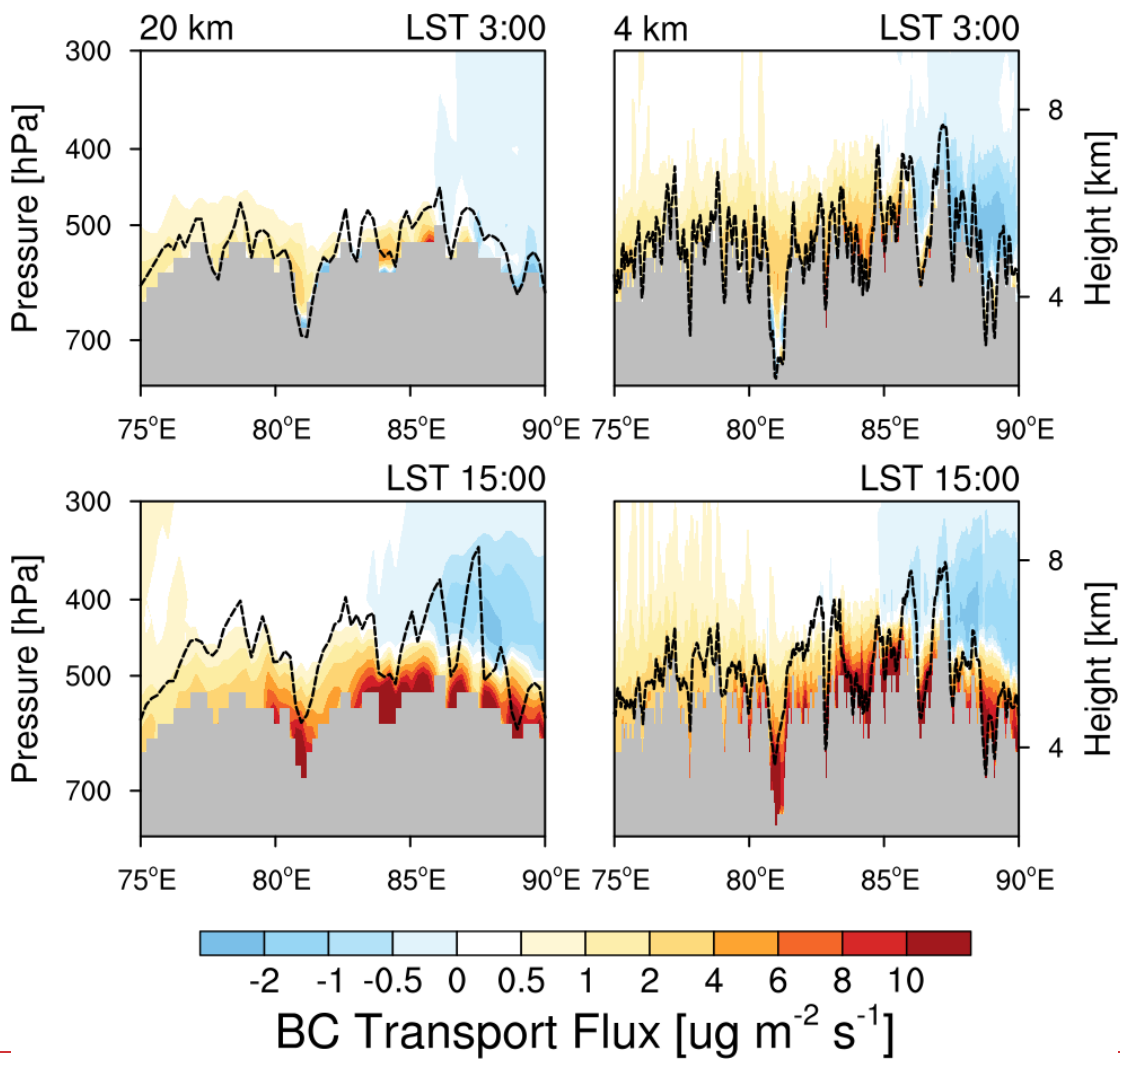 20 km LST 3:00 4 km LST 3:00
300
400
500
700
Pressure [hPa]
8
4
Height [km]
75°E 80°E 85°E 90°E 75°E 80°E 85°E 90°E
LST 15:00 LST 15:00
300
400
500
700
Pressure [hPa]
8
4
Height [km]
75°E 80°E 85°E 90°E 75°E 80°E 85°E 90°E
-2 -1 -0.5 0 0.5 1 2 4 6 8 10
BC Transport Flux [ug m⁻² s⁻¹]